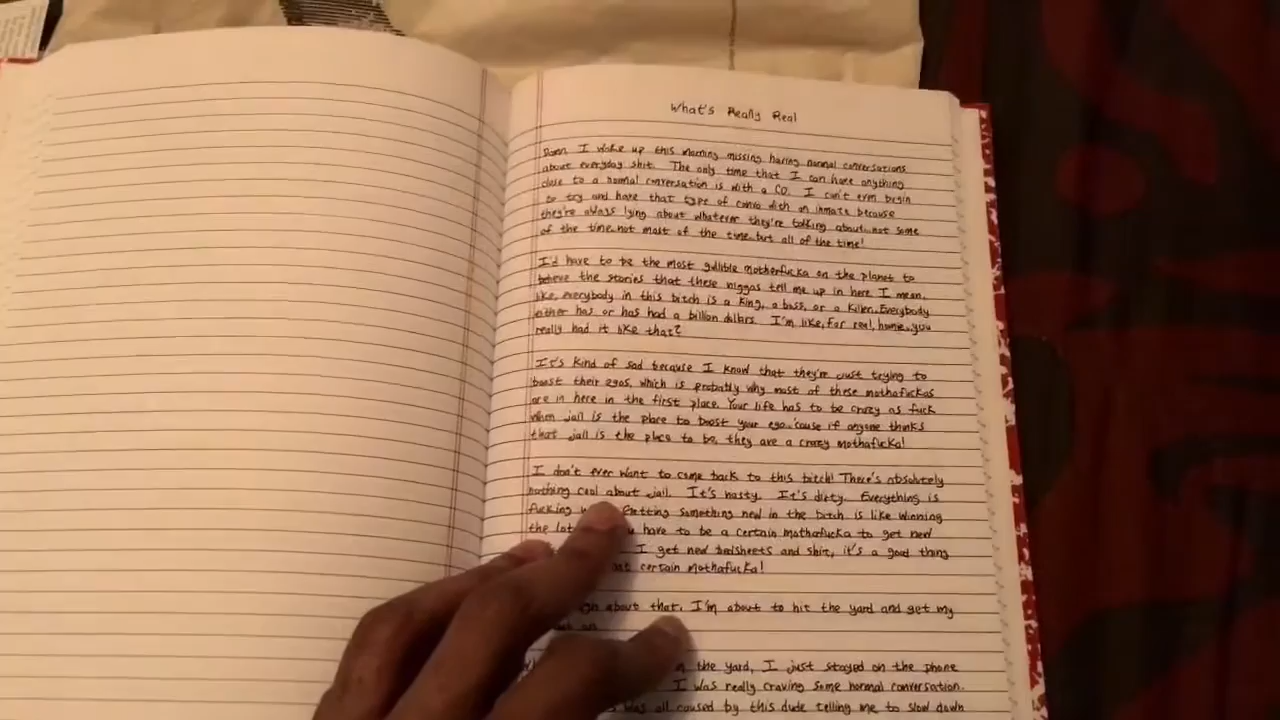 What's Really Real
Damn I woke up this morning missing having normal conversations
about everyday shit. The only time that I can have anything
close to a normal conversation is with a CO. I can't even begin
to try and have that type of convo with an inmate because
they're always lying about whatever they're talking about..not some
of the time..not most of the time..but all of the time!
I'd have to be the most gullible motherfucka on the planet to
believe the stories that these niggas tell me up in here. I mean,
like, everybody in this bitch is a king, a boss, or a killer. Everybody
either has or has had a billion dollars. I'm like, for real, homie..you
really had it like that?
It's kind of sad because I know that they're just trying to
boost their egos, which is probably why most of these mothafuckas
are in here in the first place. Your life has to be crazy as fuck
when jail is the place to boost your ego..'cause if anyone thinks
that jail is the place to be, they are a crazy mothafucka!
I don't ever want to come back to this bitch! There's absolutely
nothing cool about jail. It's nasty. It's dirty. Everything is
fucking Getting something new in the bitch is like winning
the have to be a certain mothafucka to get new
I get new bedsheets and shit, it's a good thing
certain mothafucka!
about that. I'm about to hit the yard and get my
on
the yard, I just stayed on the phone
I was really craving some normal conversation.
was all caused by this dude telling me to slow down